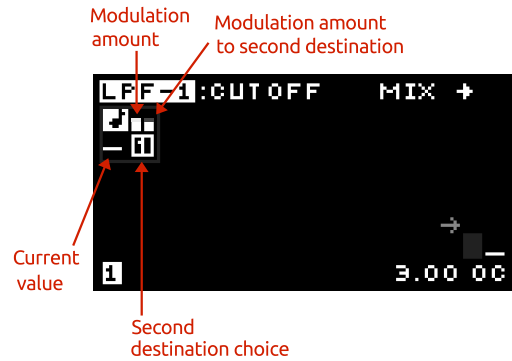 Modulation
amount
Modulation amount
to second destination
LPF-1:CUTOFF MIX →
→
Current
value
1 3.00 OC
Second
destination choice